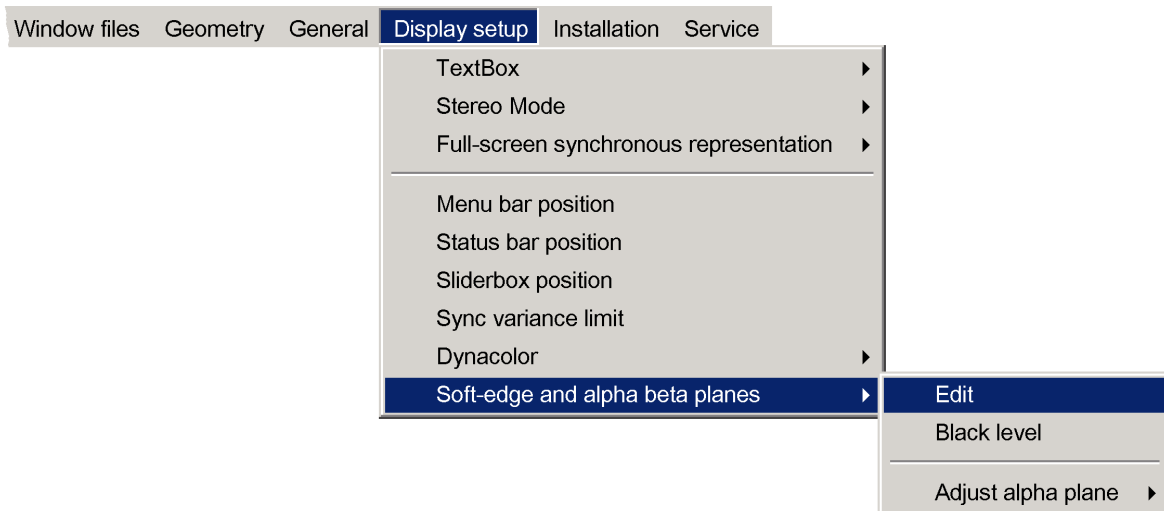 Window files Geometry General Display setup Installation Service
TextBox
Stereo Mode
Full-screen synchronous representation
Menu bar position
Status bar position
Sliderbox position
Sync variance limit
Dynacolor
Soft-edge and alpha beta planes
Edit
Black level
Adjust alpha plane